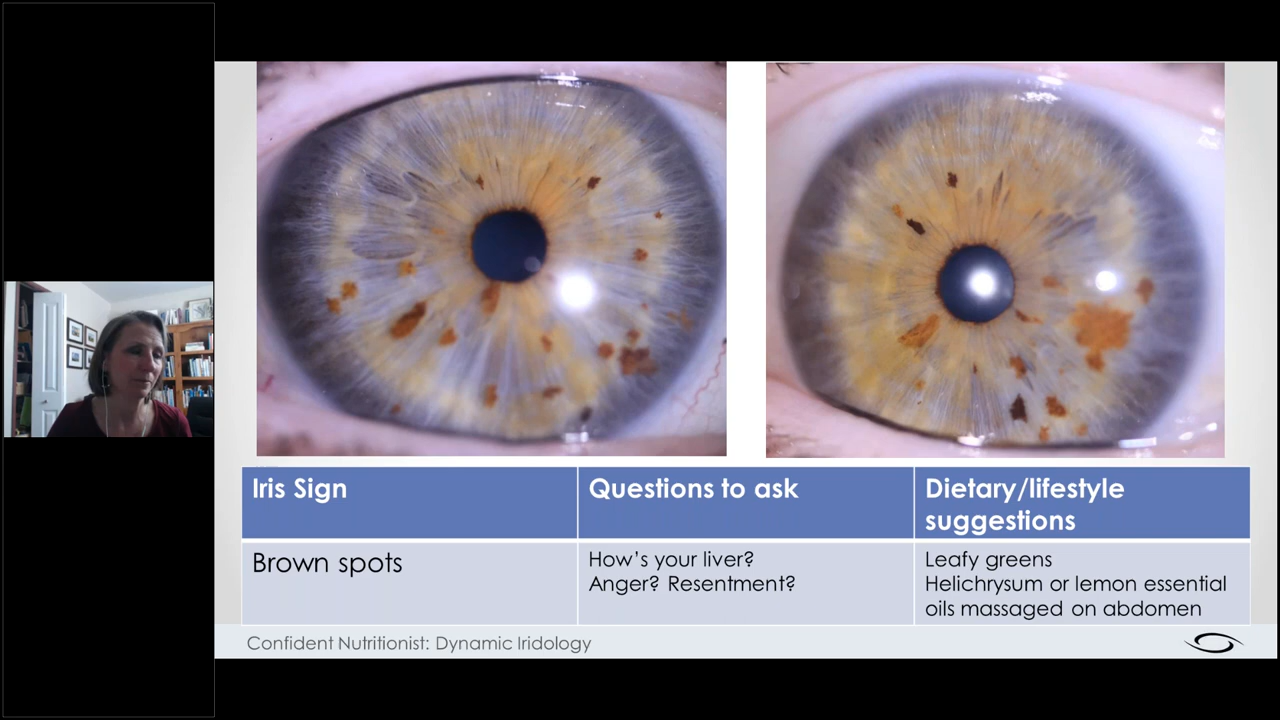 Iris Sign
Questions to ask
Dietary/lifestyle
suggestions
Brown spots
How's your liver?
Anger? Resentment?
Leafy greens
Helichrysum or lemon essential
oils massaged on abdomen
Confident Nutritionist: Dynamic Iridology